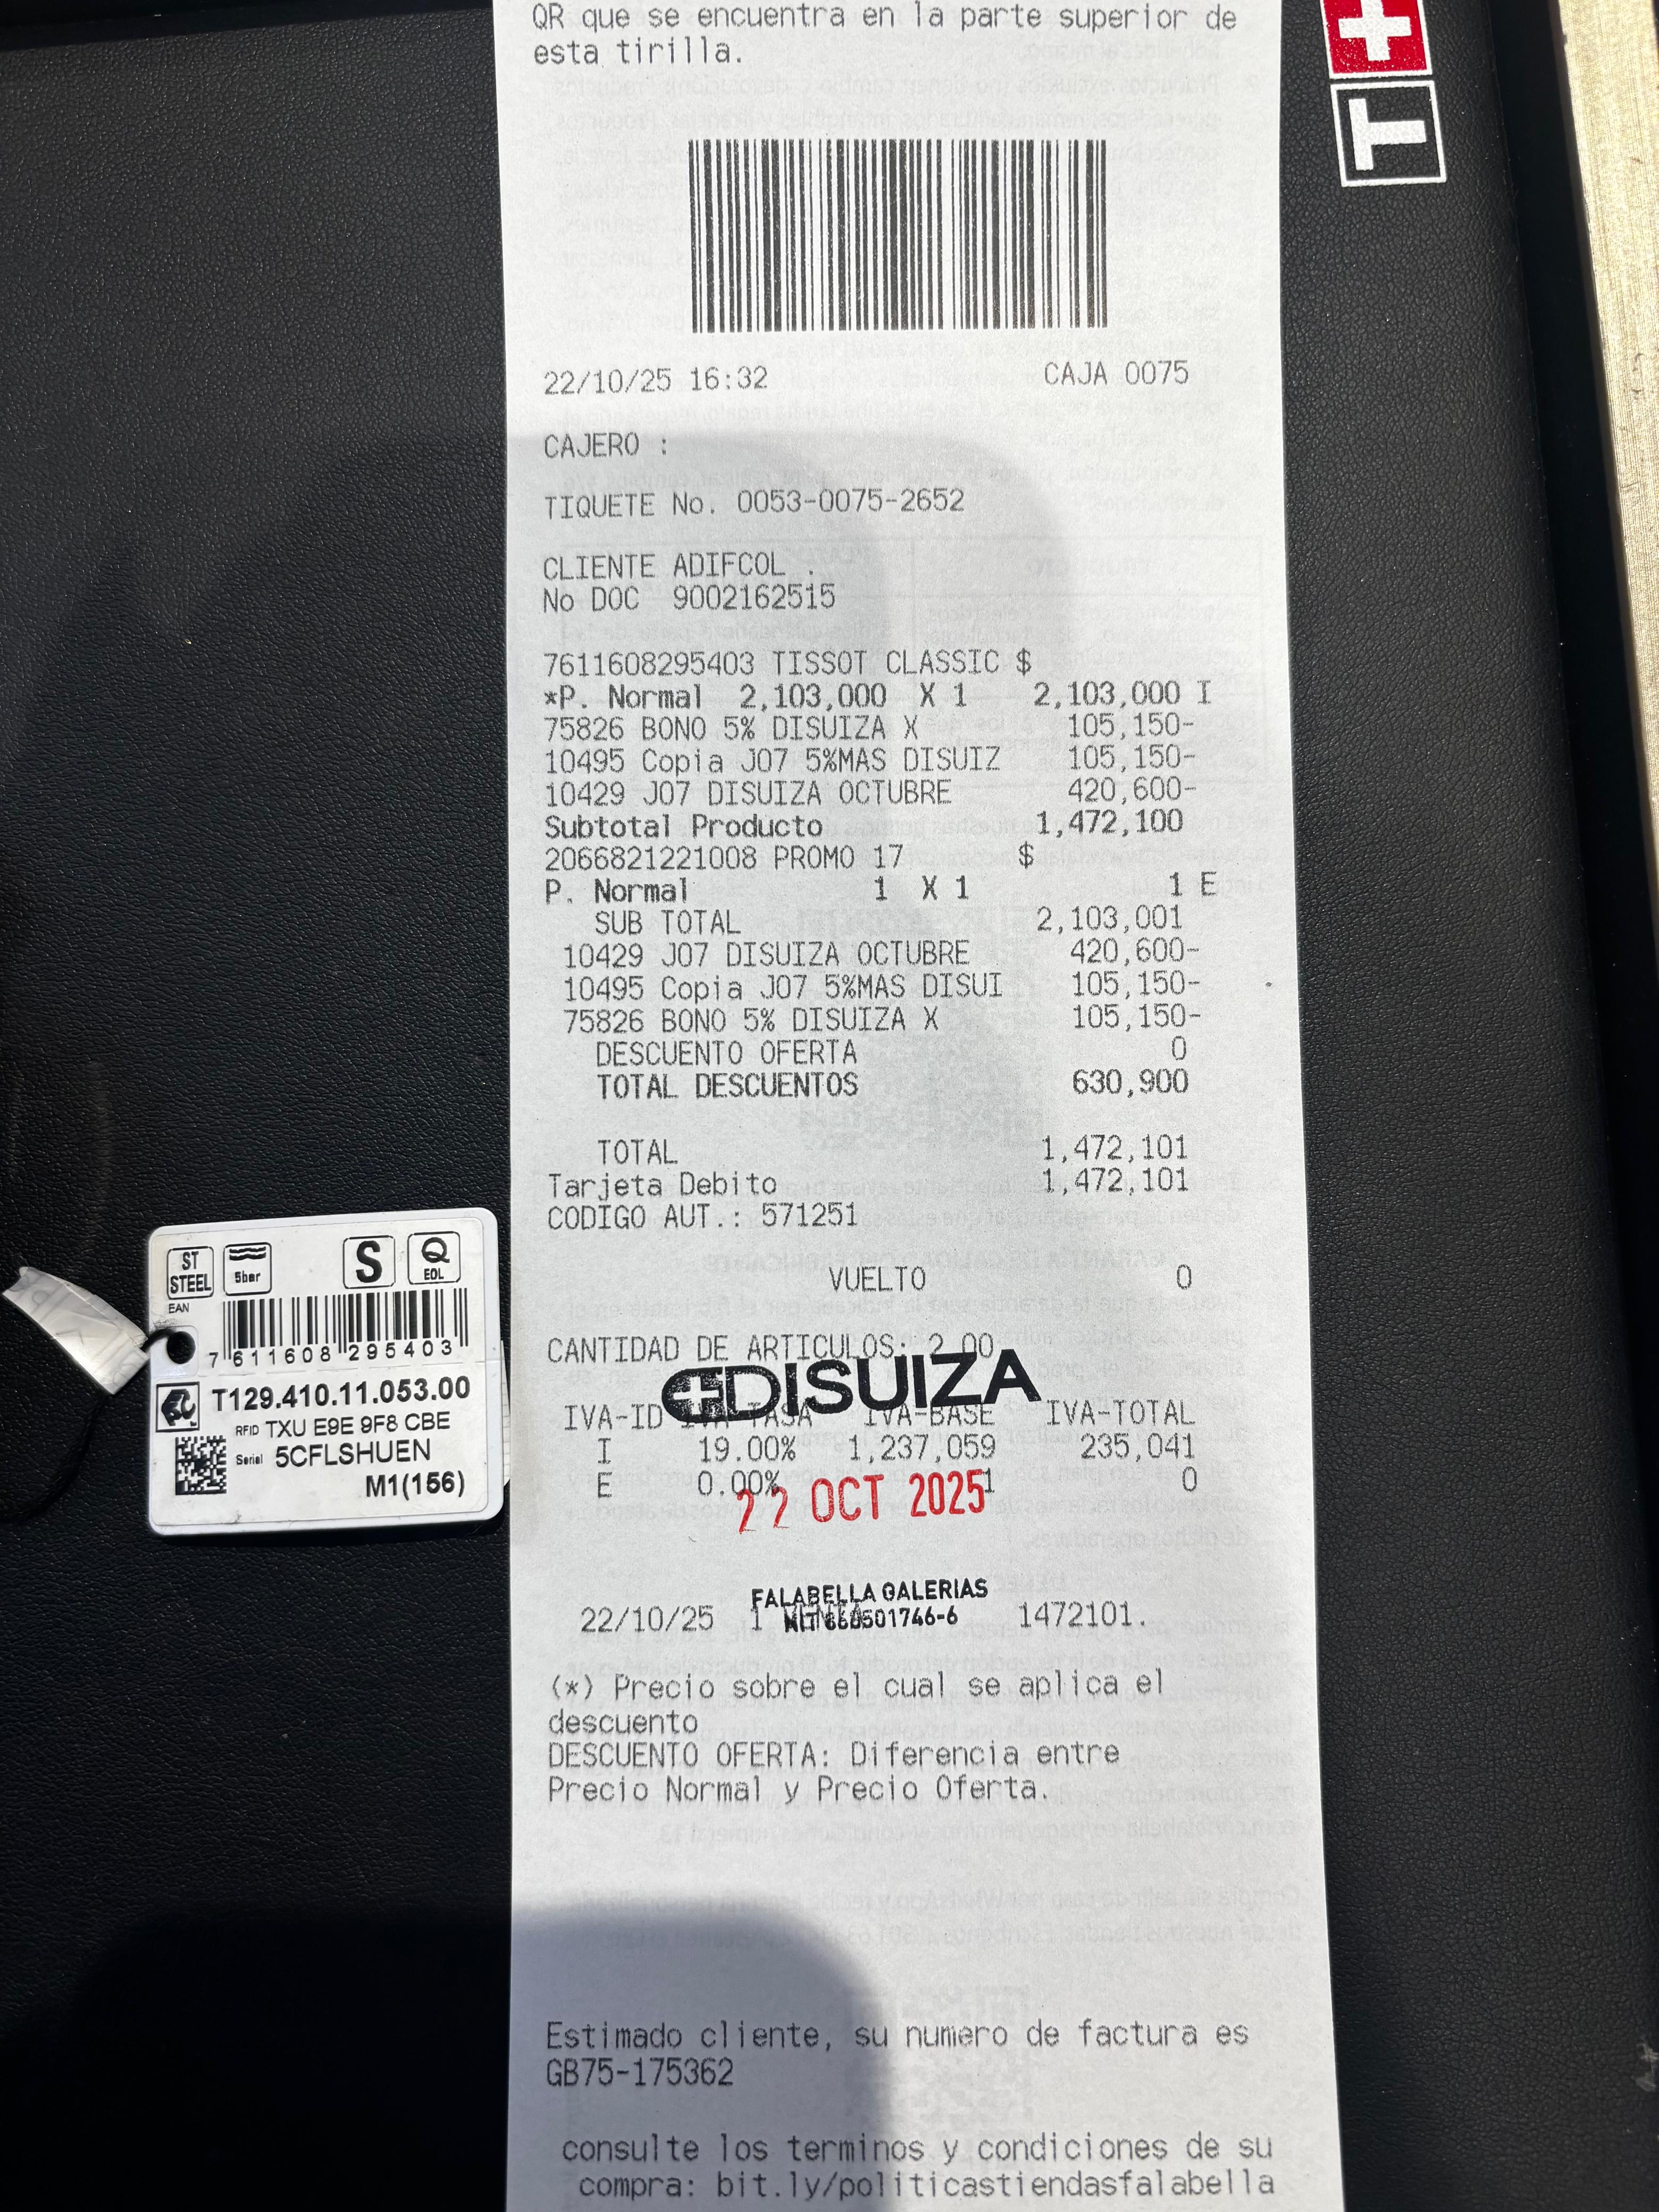 QR que se encuentra en la parte superior de
esta tirilla.
T+
22/10/25 16:32 CAJA 0075
CAJERO :
TIQUETE No. 0053-0075-2652
CLIENTE ADIFCOL .
No DOC 9002162515
7611608295403 TISSOT CLASSIC $
*P. Normal 2,103,000 X 1 2,103,000 I
75826 BONO 5% DISUIZA X 105,150-
10495 Copia J07 5%MAS DISUIZ 105,150-
10429 J07 DISUIZA OCTUBRE 420,600-
Subtotal Producto 1,472,100
2066821221008 PROMO 17 $
P. Normal 1 X 1 1 E
SUB TOTAL 2,103,001
10429 J07 DISUIZA OCTUBRE 420,600-
10495 Copia J07 5%MAS DISUI 105,150-
75826 BONO 5% DISUIZA X 105,150-
DESCUENTO OFERTA 0
TOTAL DESCUENTOS 630,900
TOTAL 1,472,101
Tarjeta Debito 1,472,101
CODIGO AUT.: 571251
VUELTO 0
CANTIDAD DE ARTICULOS: 2.00
DISUIZA
IVA-ID IVA-TASA IVA-BASE IVA-TOTAL
I 19.00% 1,237,059 235,041
E 0.00% 1 0
22 OCT 2025
FALABELLA GALERIAS
22/10/25 1 1472101.
(*) Precio sobre el cual se aplica el
descuento
DESCUENTO OFERTA: Diferencia entre
Precio Normal y Precio Oferta.
Estimado cliente, su numero de factura es
GB75-175362
consulte los terminos y condiciones de su
compra: bit.ly/politicastiendasfalabella
ST
STEEL
5bar
S
Q
EOL
EAN
7 611608 295403
T129.410.11.053.00
RFID TXU E9E 9F8 CBE
Serial 5CFLSHUEN
M1(156)